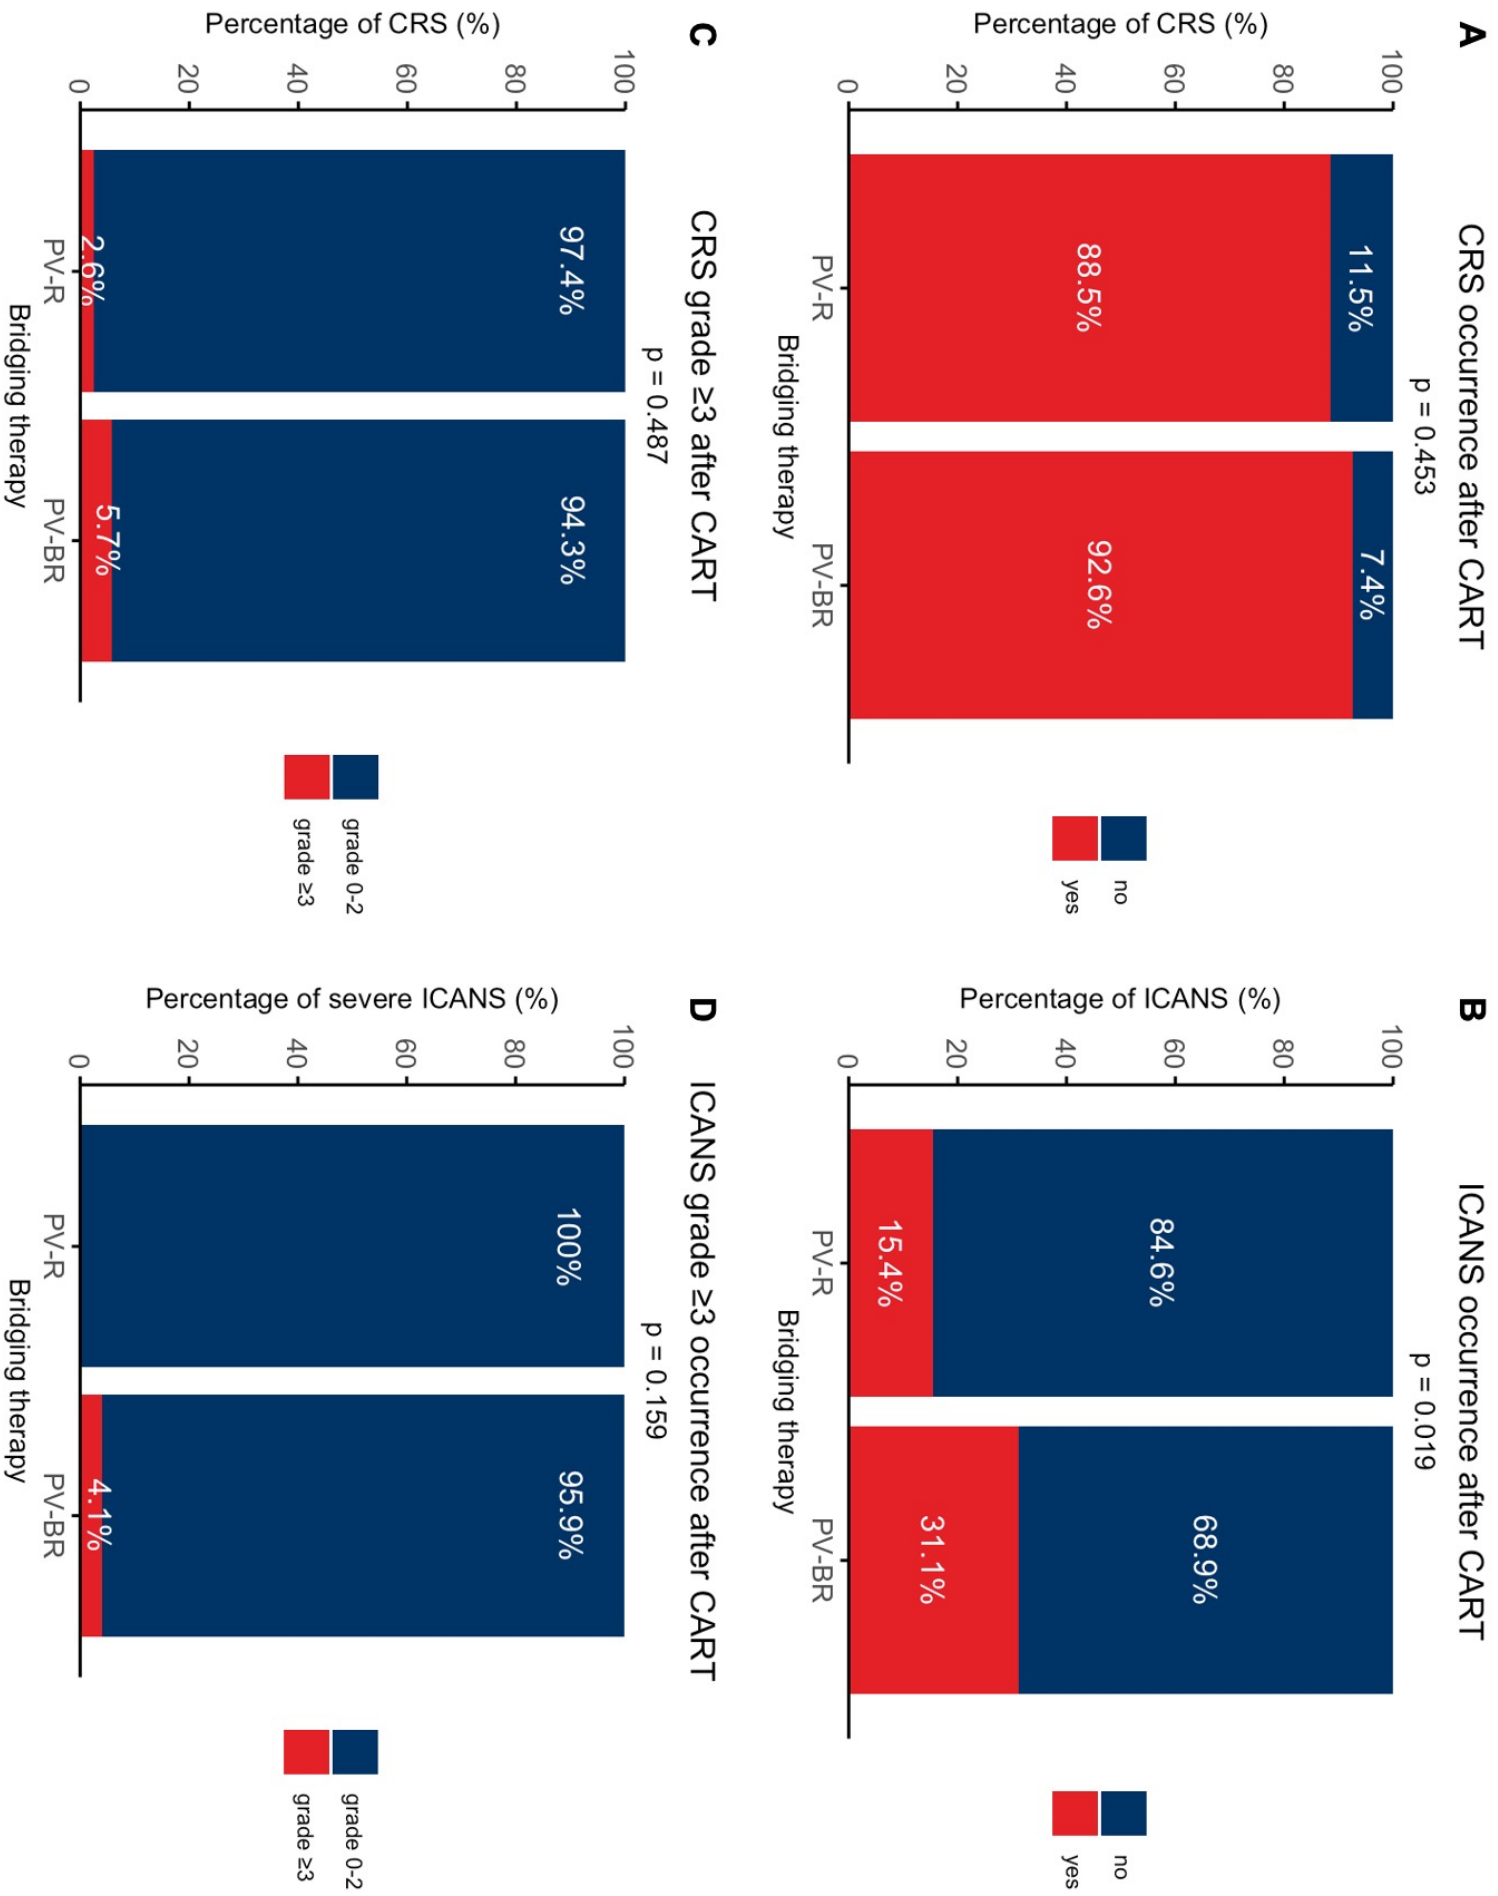 A
CRS occurrence after CART
p = 0.453
Percentage of CRS (%)
100
80
60
40
20
0
11.5%
88.5%
7.4%
92.6%
PV-R
PV-BR
Bridging therapy
no
yes
B
ICANS occurrence after CART
p = 0.019
Percentage of ICANS (%)
100
80
60
40
20
0
84.6%
15.4%
68.9%
31.1%
PV-R
PV-BR
Bridging therapy
no
yes
C
CRS grade ≥3 after CART
p = 0.487
Percentage of CRS (%)
100
80
60
40
20
0
97.4%
2.6%
94.3%
5.7%
PV-R
PV-BR
Bridging therapy
grade 0-2
grade ≥3
D
ICANS grade ≥3 occurrence after CART
p = 0.159
Percentage of severe ICANS (%)
100
80
60
40
20
0
100%
95.9%
4.1%
PV-R
PV-BR
Bridging therapy
grade 0-2
grade ≥3